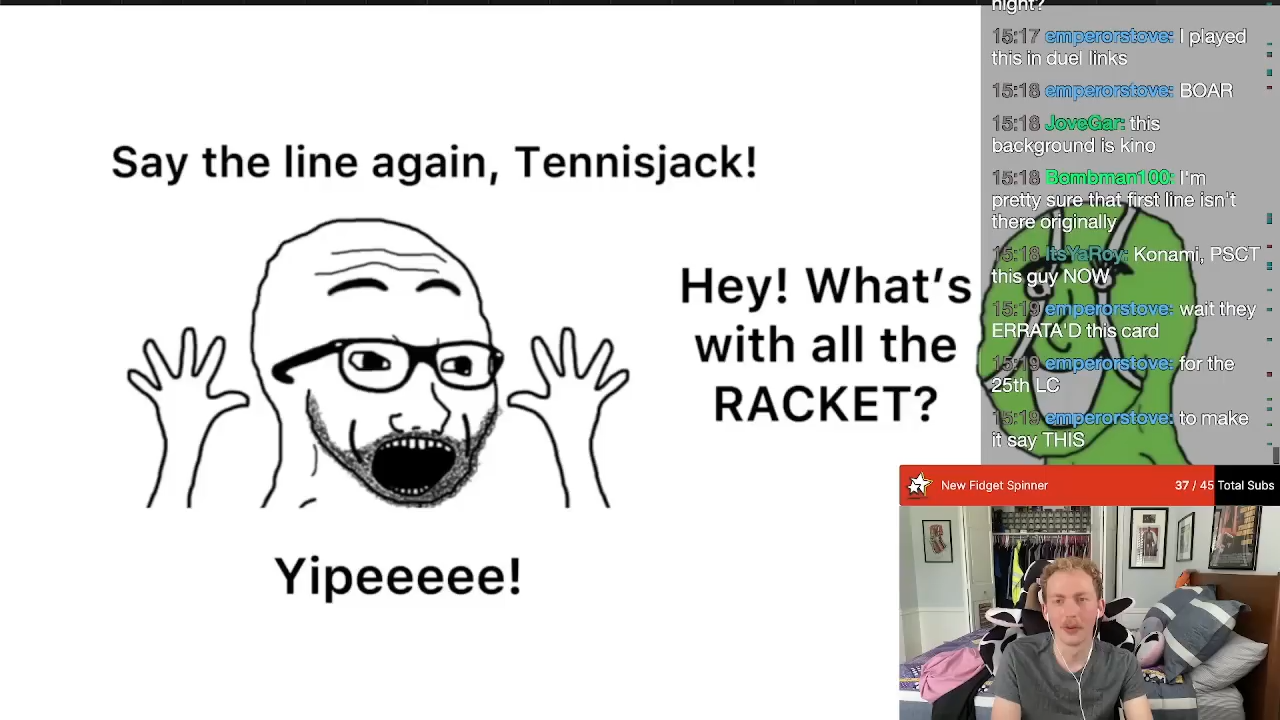 Say the line again, Tennisjack!
Hey! What's
with all the
RACKET?
Yipeeeee!
night?
15:17 emperorstove: I played
this in duel links
15:18 emperorstove: BOAR
15:18 JoveGar: this
background is kino
15:18 Bombman100: I'm
pretty sure that first line isn't
there originally
15:18 ItsYaRoy: Konami, PSCT
this guy NOW
15:19 emperorstove: wait they
ERRATA'D this card
15:19 emperorstove: for the
25th LC
15:19 emperorstove: to make
it say THIS
New Fidget Spinner 37 / 45 Total Subs